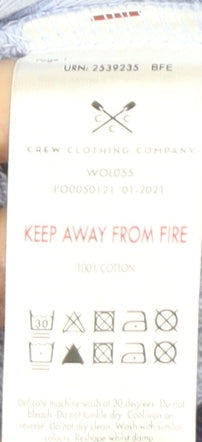 URN: 2539235 BFE
C C
C
CREW CLOTHING COMPANY
WOL055
PO0050121 01-2021
KEEP AWAY FROM FIRE
100% COTTON
30
Delicate machine wash at 30 degrees. Do not
bleach. Do not tumble dry. Cool iron on
reverse. Do not dry clean. Wash with similar
colours. Reshape whilst damp.